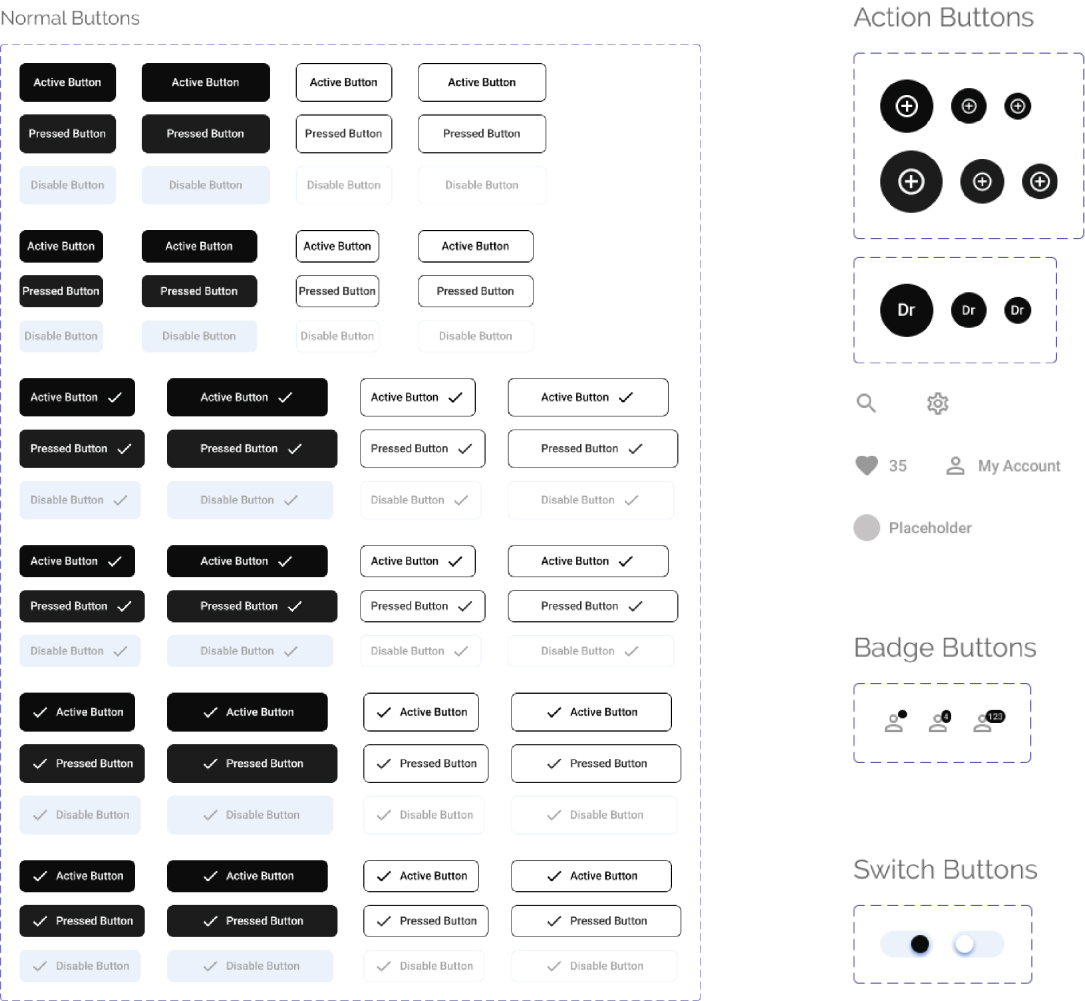 Normal Buttons
Active Button Active Button Active Button Active Button
Pressed Button Pressed Button Pressed Button Pressed Button
Disable Button Disable Button Disable Button Disable Button
Active Button Active Button Active Button Active Button
Pressed Button Pressed Button Pressed Button Pressed Button
Disable Button Disable Button Disable Button Disable Button
Active Button Active Button Active Button Active Button
Pressed Button Pressed Button Pressed Button Pressed Button
Disable Button Disable Button Disable Button Disable Button
Active Button Active Button Active Button Active Button
Pressed Button Pressed Button Pressed Button Pressed Button
Disable Button Disable Button Disable Button Disable Button
Active Button Active Button Active Button Active Button
Pressed Button Pressed Button Pressed Button Pressed Button
Disable Button Disable Button Disable Button Disable Button
Active Button Active Button Active Button Active Button
Pressed Button Pressed Button Pressed Button Pressed Button
Disable Button Disable Button Disable Button Disable Button
Action Buttons
Dr Dr Dr
35 My Account
Placeholder
Badge Buttons
4 123
Switch Buttons